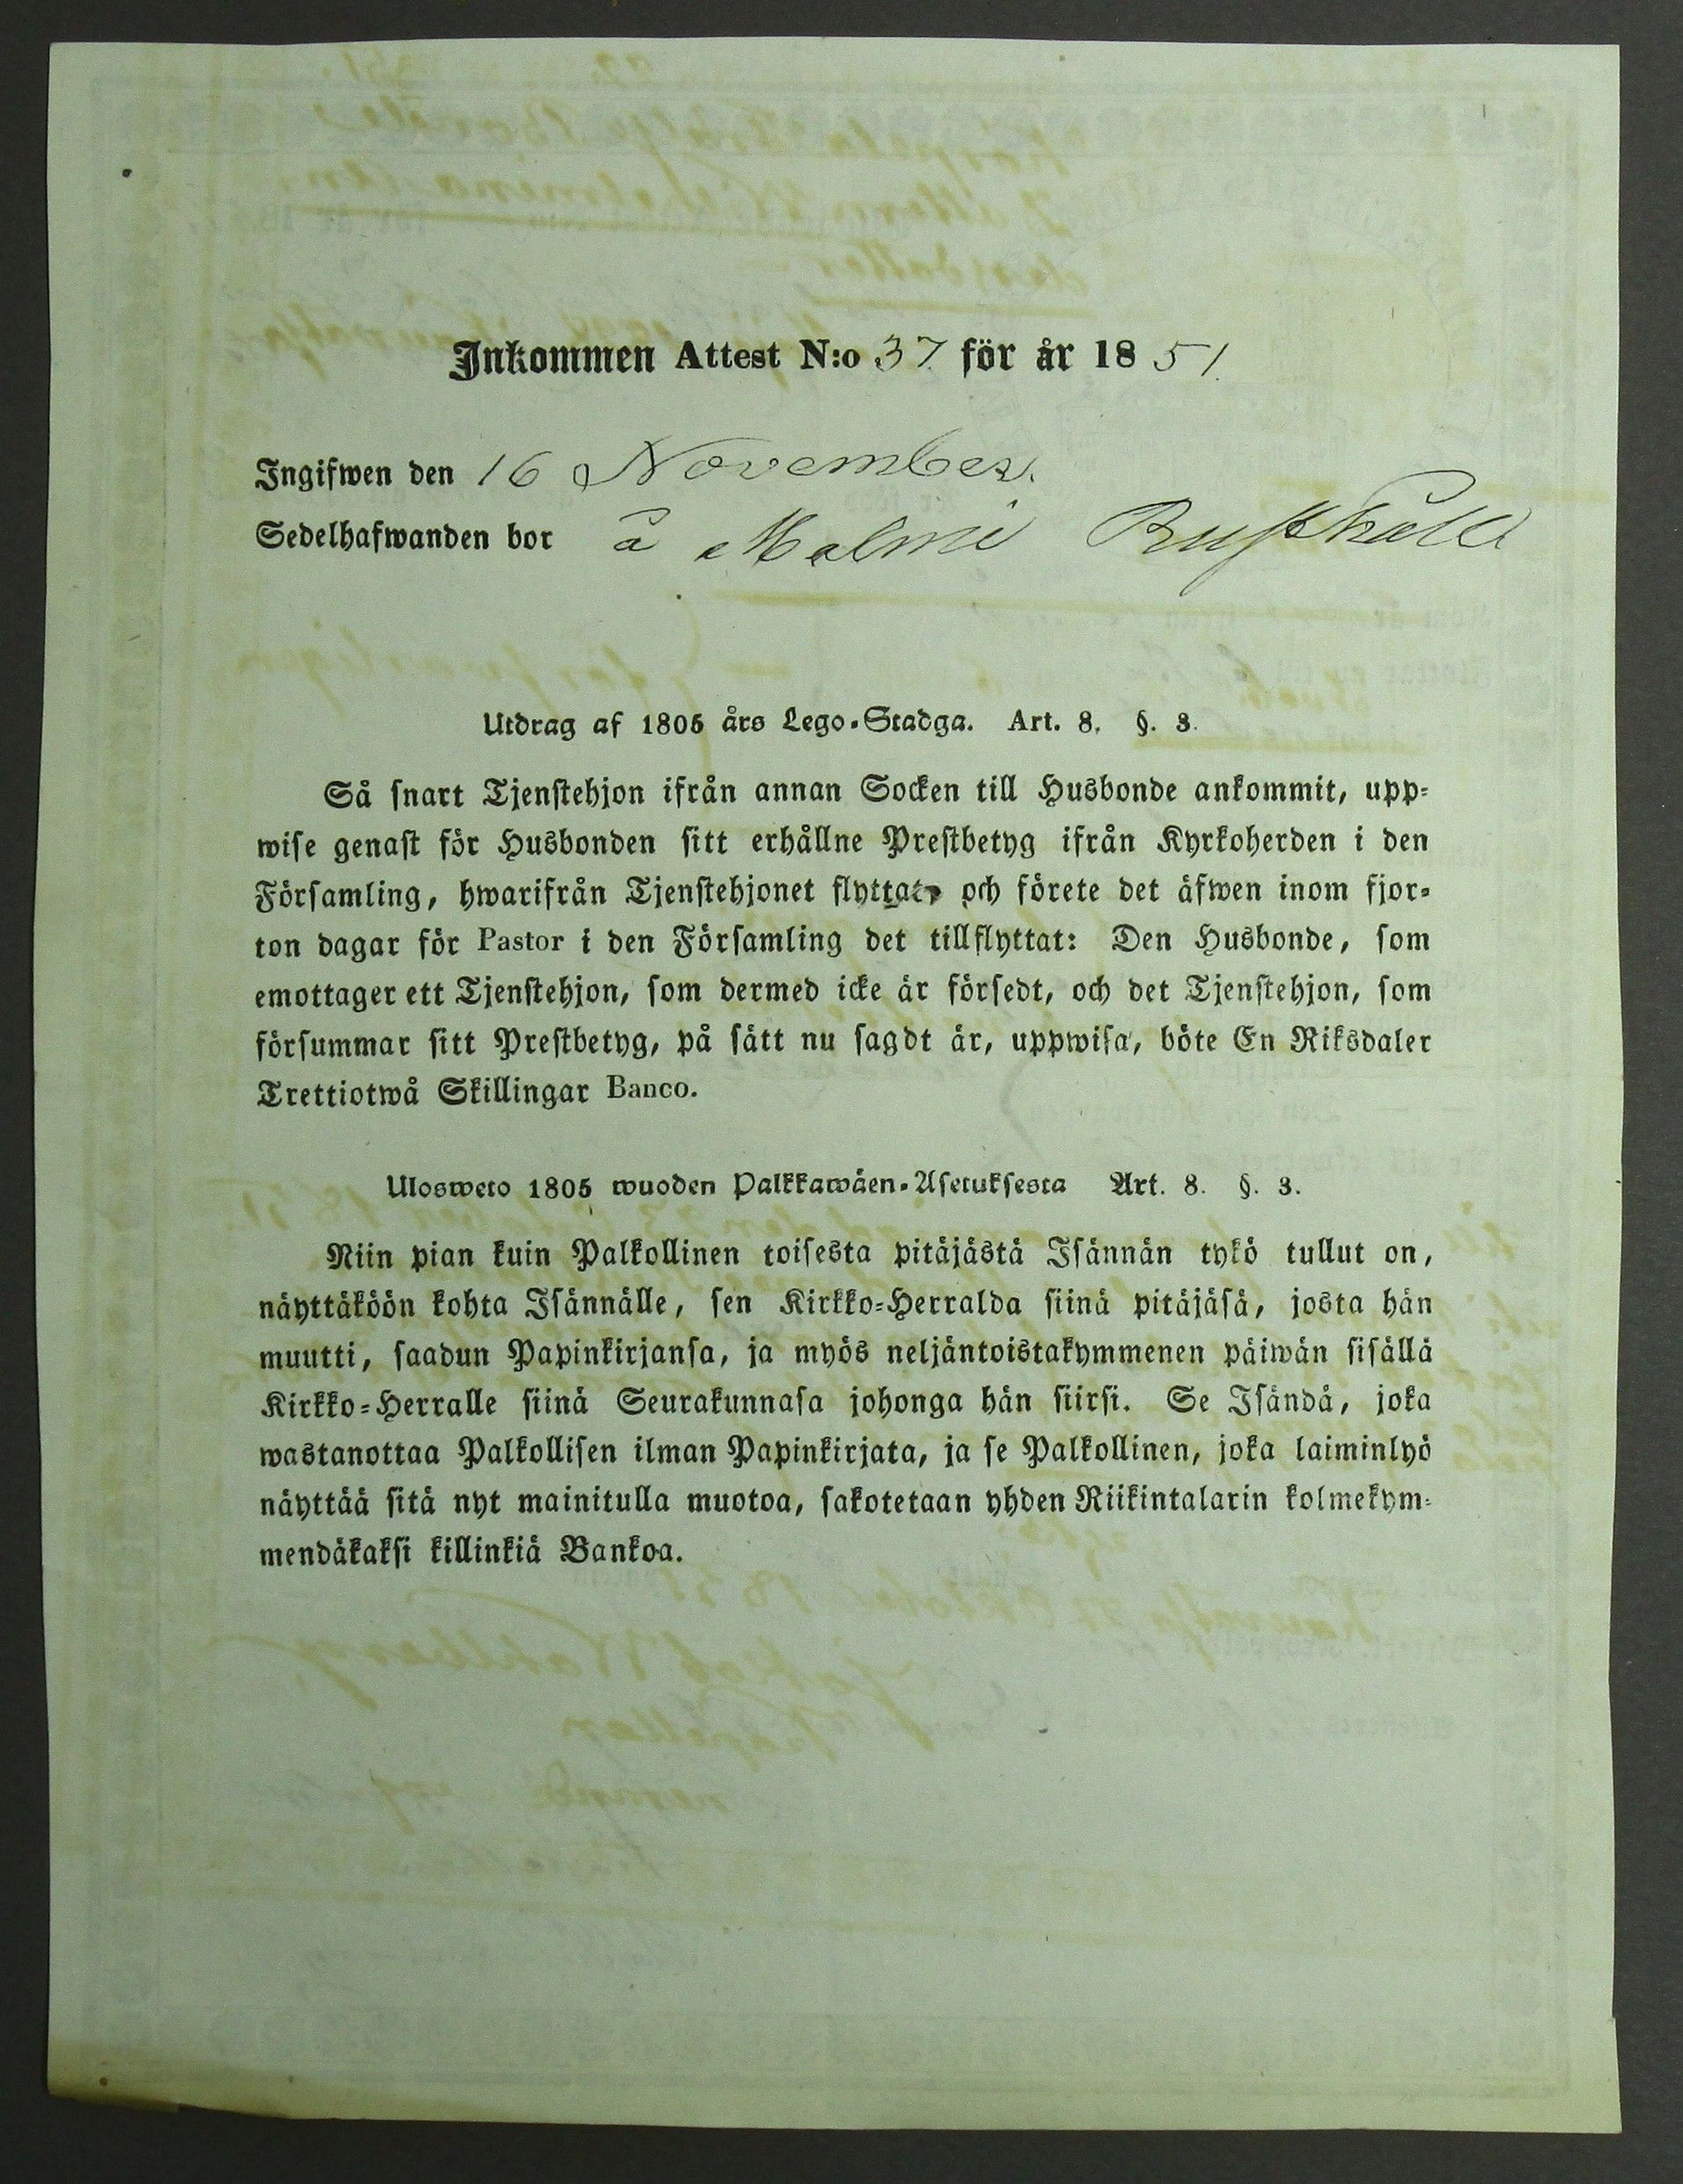 Inkommen Attest N:o 37 för år 1851.
Ingifwen den 16 November.
Sedelhafwanden bor å Malmi Rusthåll
Utdrag af 1805 års Lego-Stadga. Art. 8. §. 3.
Så snart Tjenstehjon ifrån annan Socken till Husbonde ankommit, upp-
wise genast för Husbonden sitt erhållne Prestbetyg ifrån Kyrkoherden i den
Församling, hwarifrån Tjenstehjonet flyttat, och förete det äfwen inom fjor-
ton dagar för Pastor i den Församling det tillflyttat: Den Husbonde, som
emottager ett Tjenstehjon, som dermed icke är försedt, och det Tjenstehjon, som
försummar sitt Prestbetyg, på sätt nu sagdt är, uppwisa, böte En Riksdaler
Trettiotwå Skillingar Banco.
Ulosweto 1805 wuoden Palkkawäen-Asetuksesta Art. 8. §. 3.
Niin pian kuin Palkollinen toisesta pitäjästä Isännän tykö tullut on,
näyttäköön kohta Isännälle, sen Kirkko-Herralda siinä pitäjäsä, josta hän
muutti, saadun Papinkirjansa, ja myös neljäntoistakymmenen päiwän sisällä
Kirkko-Herralle siinä Seurakunnasa johonga hän siirsi. Se Isändä, joka
wastanottaa Palkollisen ilman Papinkirjata, ja se Palkollinen, joka laiminlyö
näyttää sitä nyt mainitulla muotoa, sakotetaan yhden Riikintalarin kolmekym-
mendäkaksi killinkiä Bankoa.